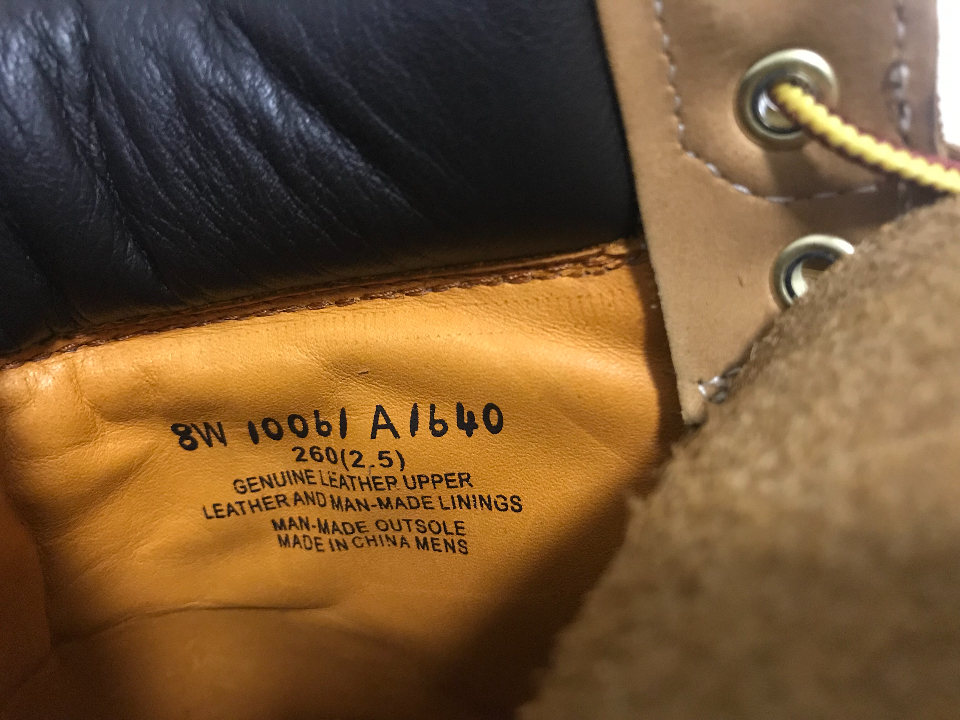 8W 10061 A1640
260(2.5)
GENUINE LEATHER UPPER
LEATHER AND MAN-MADE LININGS
MAN-MADE OUTSOLE
MADE IN CHINA MENS